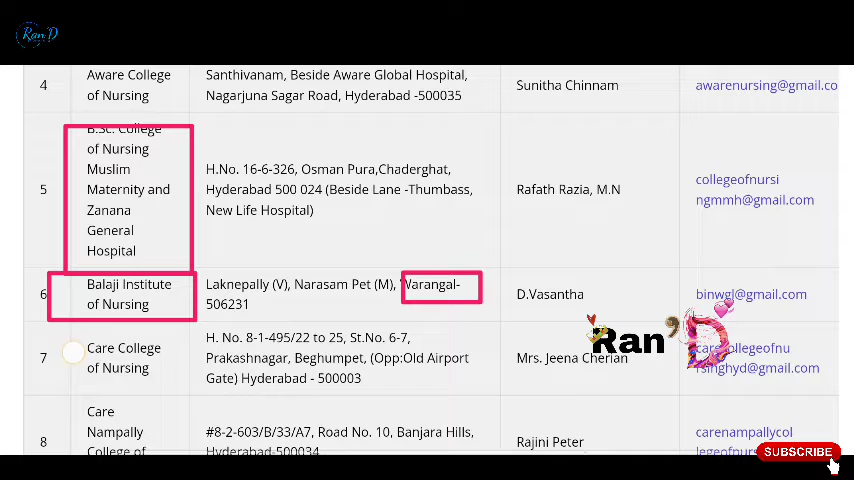 Ran D
4
Aware College
of Nursing
Santhivanam, Beside Aware Global Hospital,
Nagarjuna Sagar Road, Hyderabad -500035
Sunitha Chinnam
awarenursing@gmail.co
5
B.Sc. College
of Nursing
Muslim
Maternity and
Zanana
General
Hospital
H.No. 16-6-326, Osman Pura,Chaderghat,
Hyderabad 500 024 (Beside Lane -Thumbass,
New Life Hospital)
Rafath Razia, M.N
collegeofnursi
ngmmh@gmail.com
6
Balaji Institute
of Nursing
Laknepally (V), Narasam Pet (M), Warangal-
506231
D.Vasantha
binwgl@gmail.com
7
Care College
of Nursing
H. No. 8-1-495/22 to 25, St.No. 6-7,
Prakashnagar, Beghumpet, (Opp:Old Airport
Gate) Hyderabad - 500003
Mrs. Jeena Cherian
carecollegeofnu
rsinghyd@gmail.com
Ran'D
8
Care
Nampally
College of
#8-2-603/B/33/A7, Road No. 10, Banjara Hills,
Hyderabad-500034
Rajini Peter
carenampallycol
SUBSCRIBE